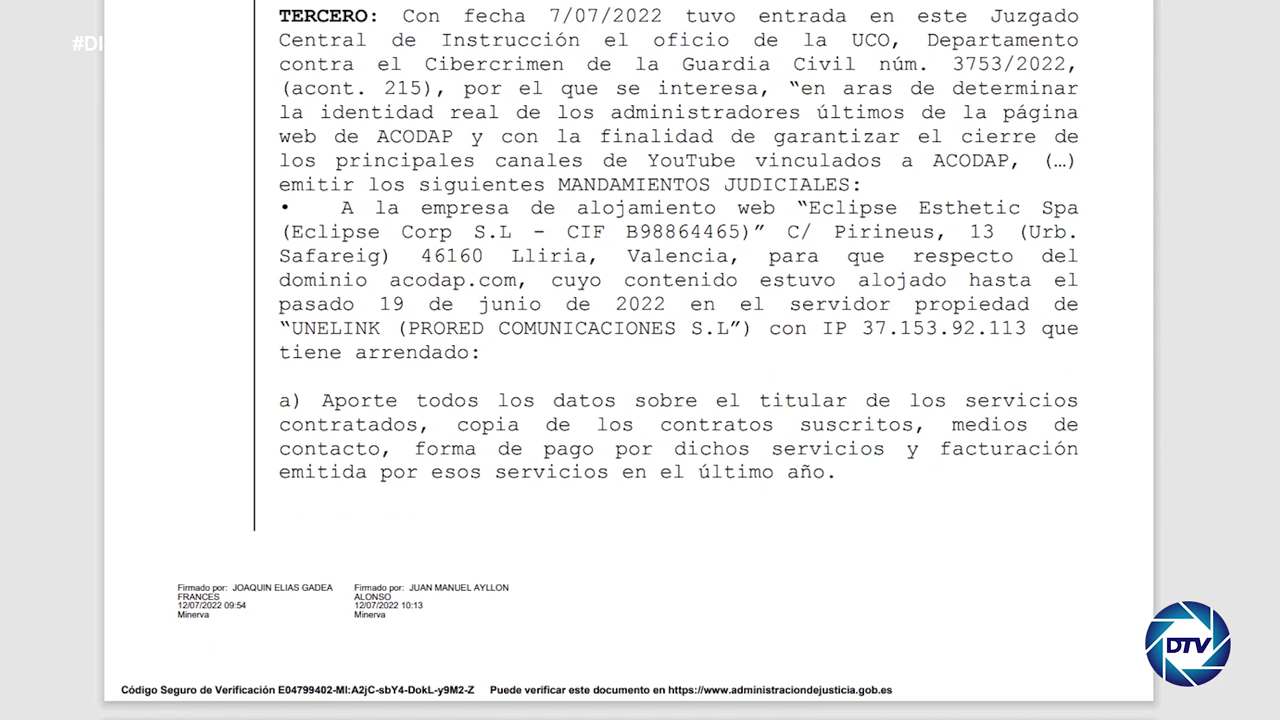 #DI
TERCERO: Con fecha 7/07/2022 tuvo entrada en este Juzgado
Central de Instrucción el oficio de la UCO, Departamento
contra el Cibercrimen de la Guardia Civil núm. 3753/2022,
(acont. 215), por el que se interesa, “en aras de determinar
la identidad real de los administradores últimos de la página
web de ACODAP y con la finalidad de garantizar el cierre de
los principales canales de YouTube vinculados a ACODAP, (…)
emitir los siguientes MANDAMIENTOS JUDICIALES:
• A la empresa de alojamiento web “Eclipse Esthetic Spa
(Eclipse Corp S.L - CIF B98864465)” C/ Pirineus, 13 (Urb.
Safareig) 46160 Lliria, Valencia, para que respecto del
dominio acodap.com, cuyo contenido estuvo alojado hasta el
pasado 19 de junio de 2022 en el servidor propiedad de
“UNELINK (PRORED COMUNICACIONES S.L”) con IP 37.153.92.113 que
tiene arrendado:
a) Aporte todos los datos sobre el titular de los servicios
contratados, copia de los contratos suscritos, medios de
contacto, forma de pago por dichos servicios y facturación
emitida por esos servicios en el último año.
Firmado por: JOAQUIN ELIAS GADEA
FRANCES
12/07/2022 09:54
Minerva
Firmado por: JUAN MANUEL AYLLON
ALONSO
12/07/2022 10:13
Minerva
DTV
Código Seguro de Verificación E04799402-MI:A2jC-sbY4-DokL-y9M2-Z Puede verificar este documento en https://www.administraciondejusticia.gob.es